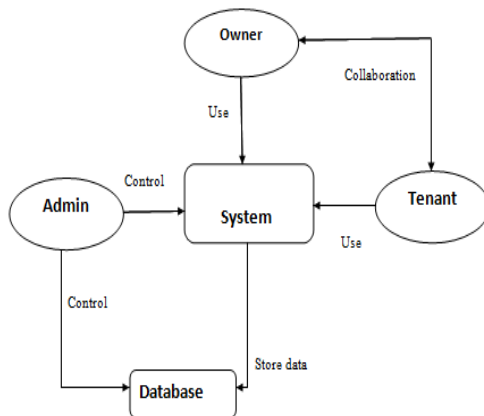 Owner
Collaboration
Use
Control
Admin
System
Tenant
Use
Control
Store data
Database